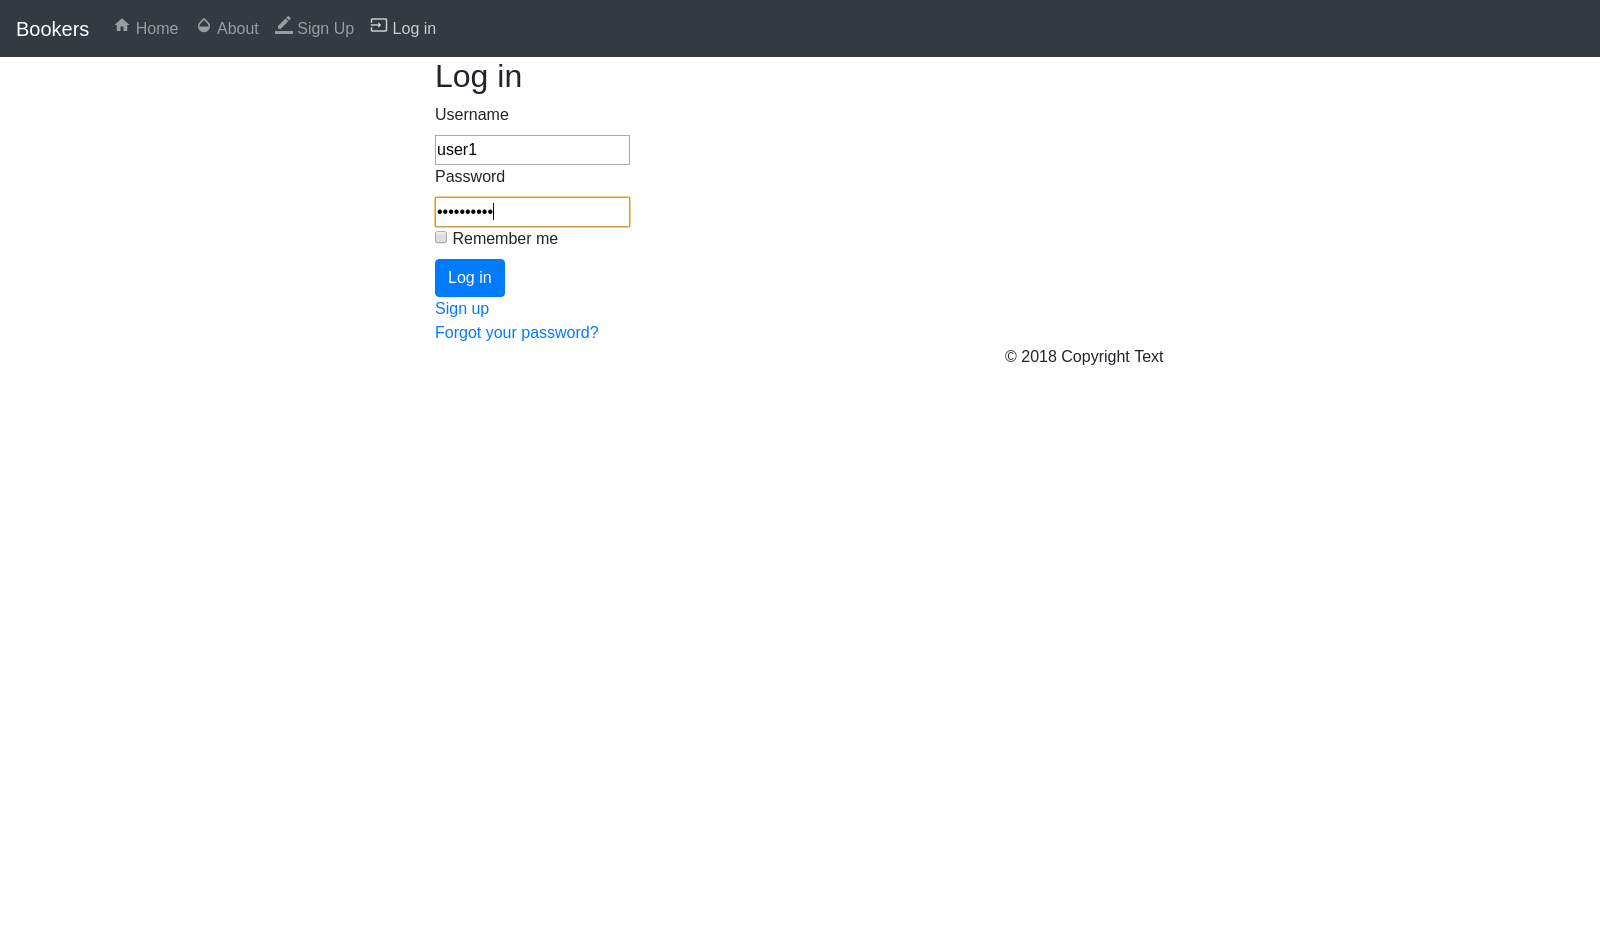 Bookers Home About Sign Up Log in
Log in
Username
user1
Password
••••••••••
Remember me
Log in
Sign up
Forgot your password?
© 2018 Copyright Text